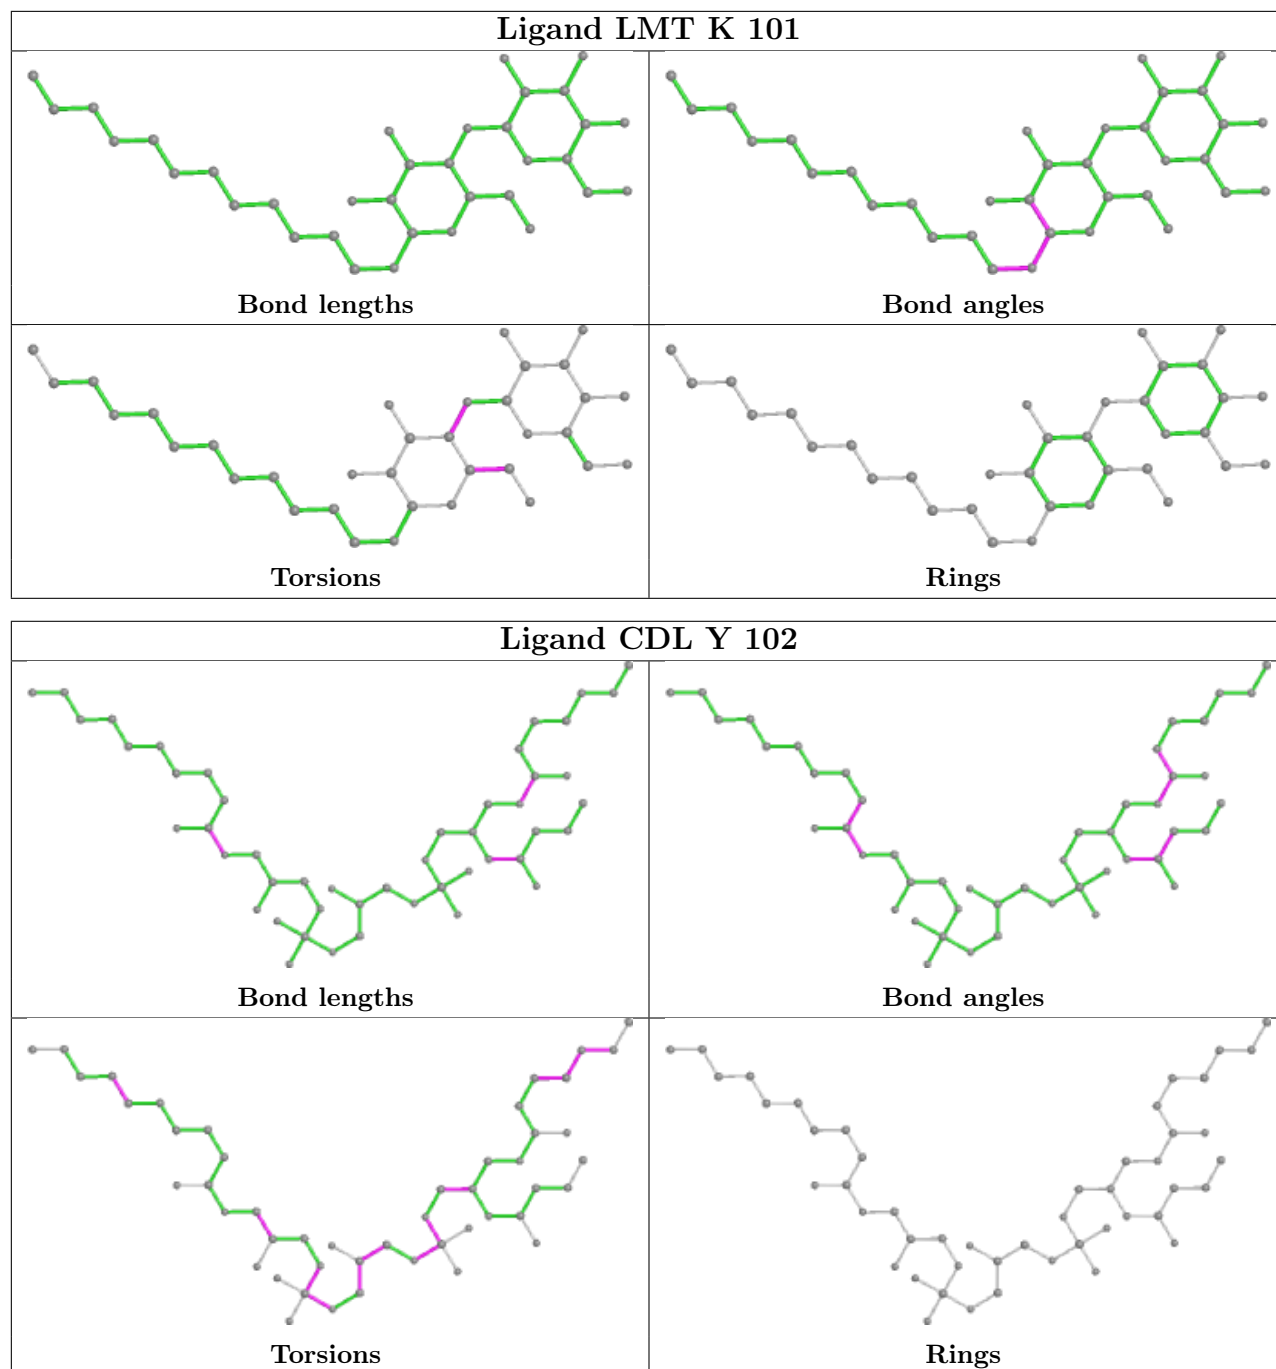 Ligand LMT K 101
Bond lengths
Bond angles
Torsions
Rings
Ligand CDL Y 102
Bond lengths
Bond angles
Torsions
Rings